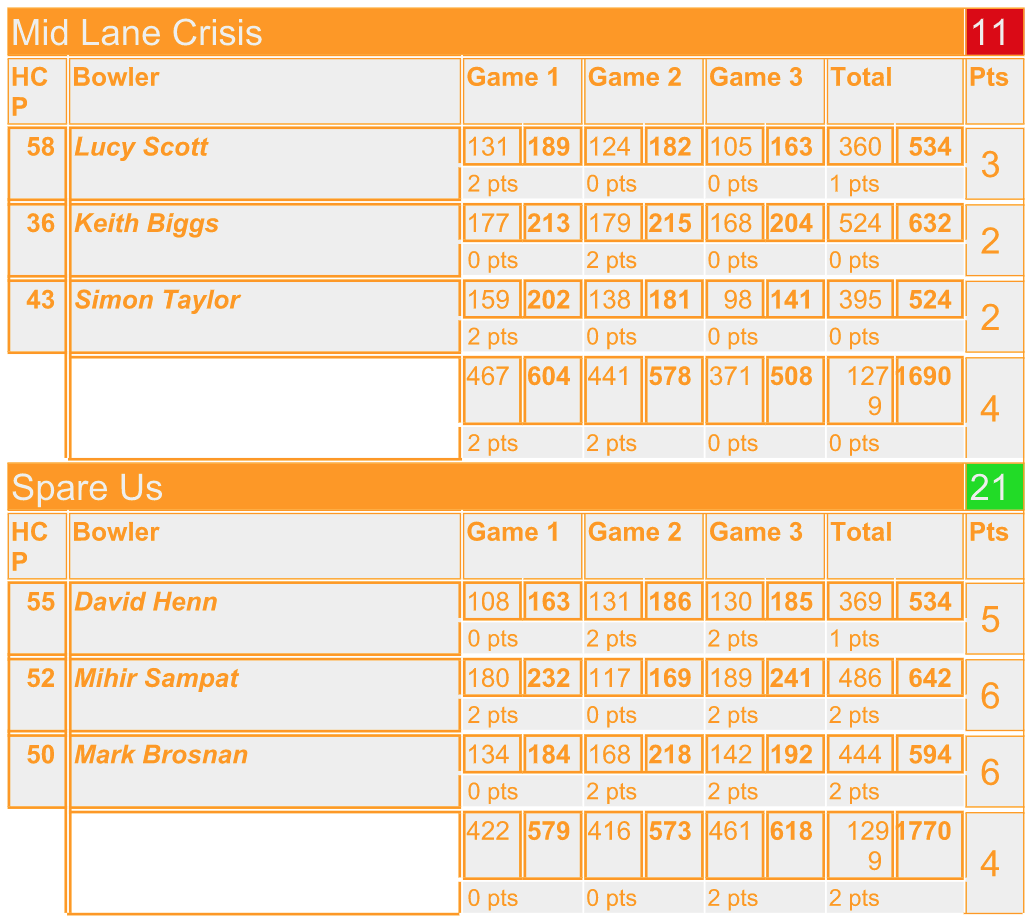 Mid Lane Crisis 11
HC Bowler Game 1 Game 2 Game 3 Total Pts
P
58 Lucy Scott 131 189 124 182 105 163 360 534 3
2 pts 0 pts 0 pts 1 pts
36 Keith Biggs 177 213 179 215 168 204 524 632 2
0 pts 2 pts 0 pts 0 pts
43 Simon Taylor 159 202 138 181 98 141 395 524 2
2 pts 0 pts 0 pts 0 pts
467 604 441 578 371 508 127 1690 4
9
2 pts 2 pts 0 pts 0 pts
Spare Us 21
HC Bowler Game 1 Game 2 Game 3 Total Pts
P
55 David Henn 108 163 131 186 130 185 369 534 5
0 pts 2 pts 2 pts 1 pts
52 Mihir Sampat 180 232 117 169 189 241 486 642 6
2 pts 0 pts 2 pts 2 pts
50 Mark Brosnan 134 184 168 218 142 192 444 594 6
0 pts 2 pts 2 pts 2 pts
422 579 416 573 461 618 129 1770 4
9
0 pts 0 pts 2 pts 2 pts